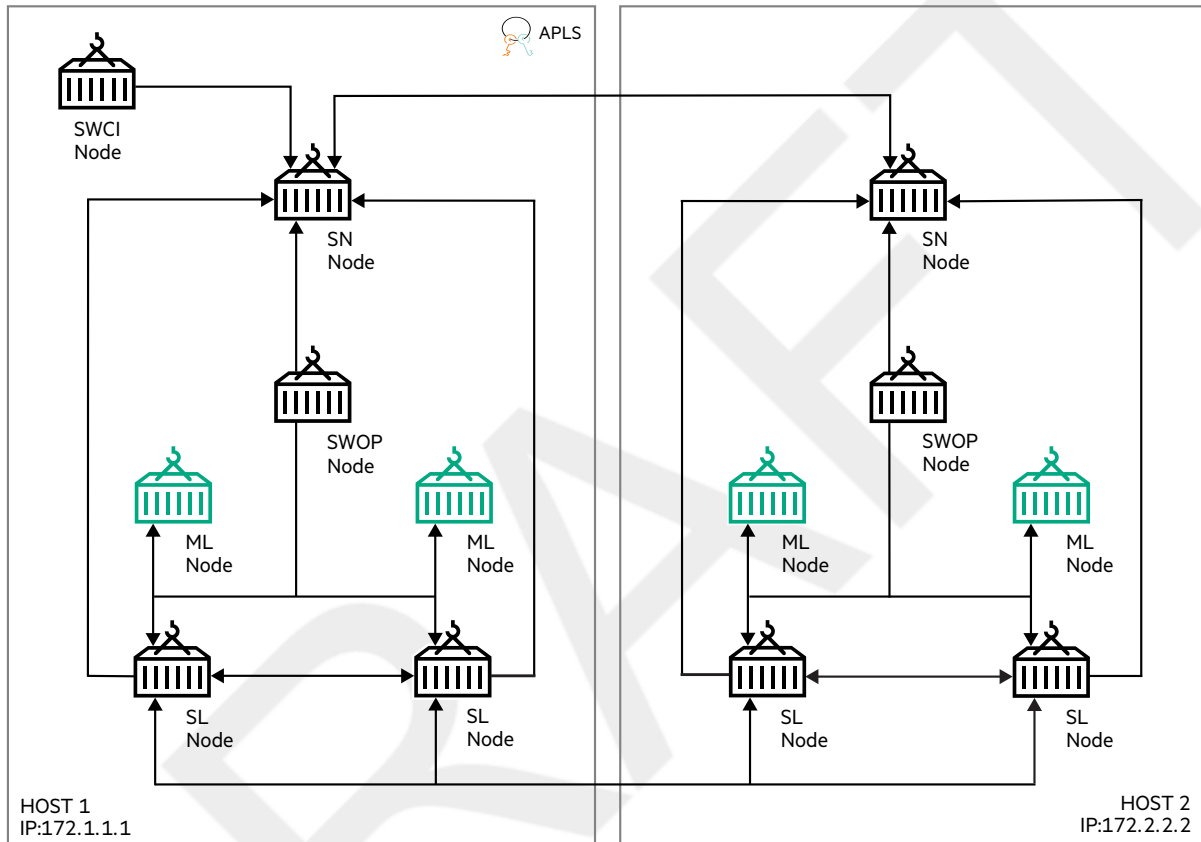 APLS
SWCI
Node
SN
Node
SN
Node
SWOP
Node
SWOP
Node
ML
Node
ML
Node
ML
Node
ML
Node
SL
Node
SL
Node
SL
Node
SL
Node
HOST 1
IP:172.1.1.1
HOST 2
IP:172.2.2.2
DRAFT